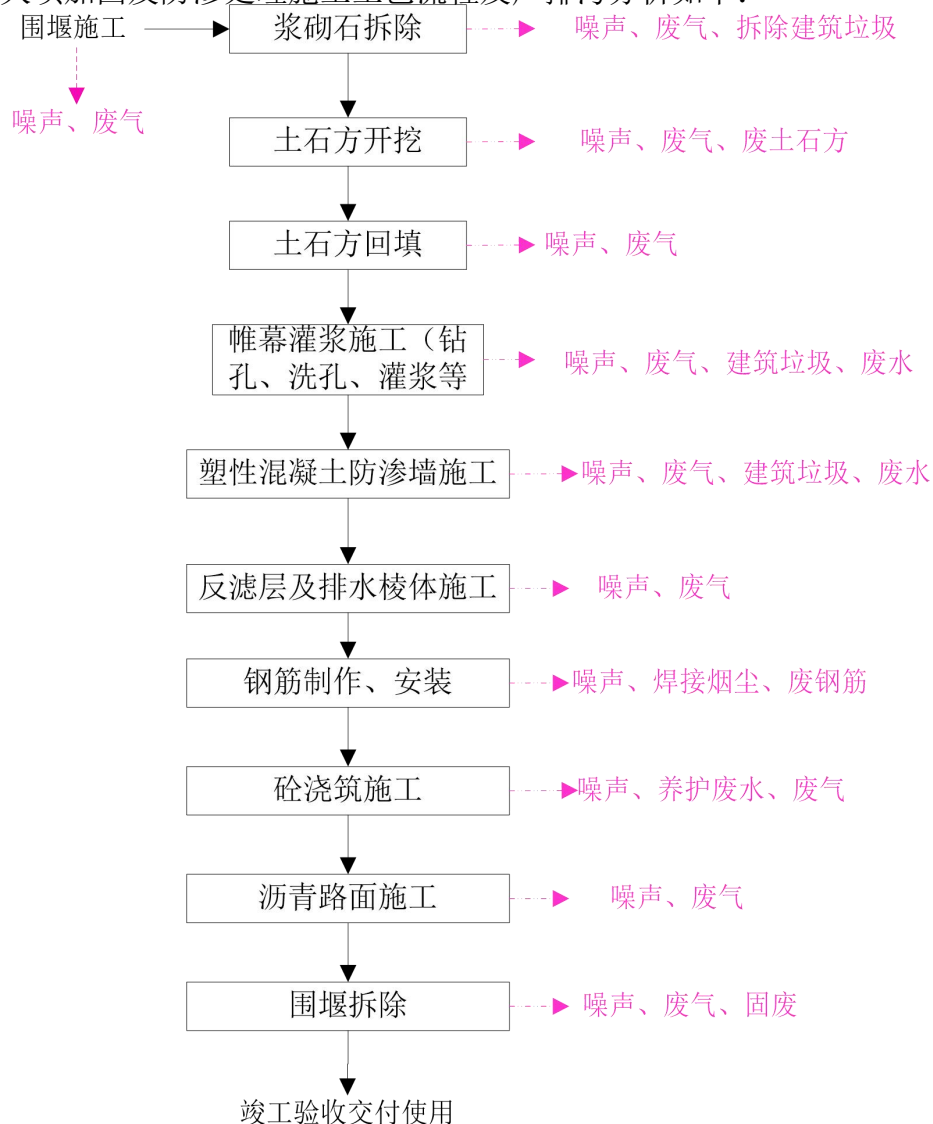 围堰施工
浆砌石拆除
噪声、废气、拆除建筑垃圾
噪声、废气
土石方开挖
噪声、废气、废土石方
土石方回填
噪声、废气
帷幕灌浆施工（钻
孔、洗孔、灌浆等
噪声、废气、建筑垃圾、废水
塑性混凝土防渗墙施工
噪声、废气、建筑垃圾、废水
反滤层及排水棱体施工
噪声、废气
钢筋制作、安装
噪声、焊接烟尘、废钢筋
砼浇筑施工
噪声、养护废水、废气
沥青路面施工
噪声、废气
围堰拆除
噪声、废气、固废
竣工验收交付使用